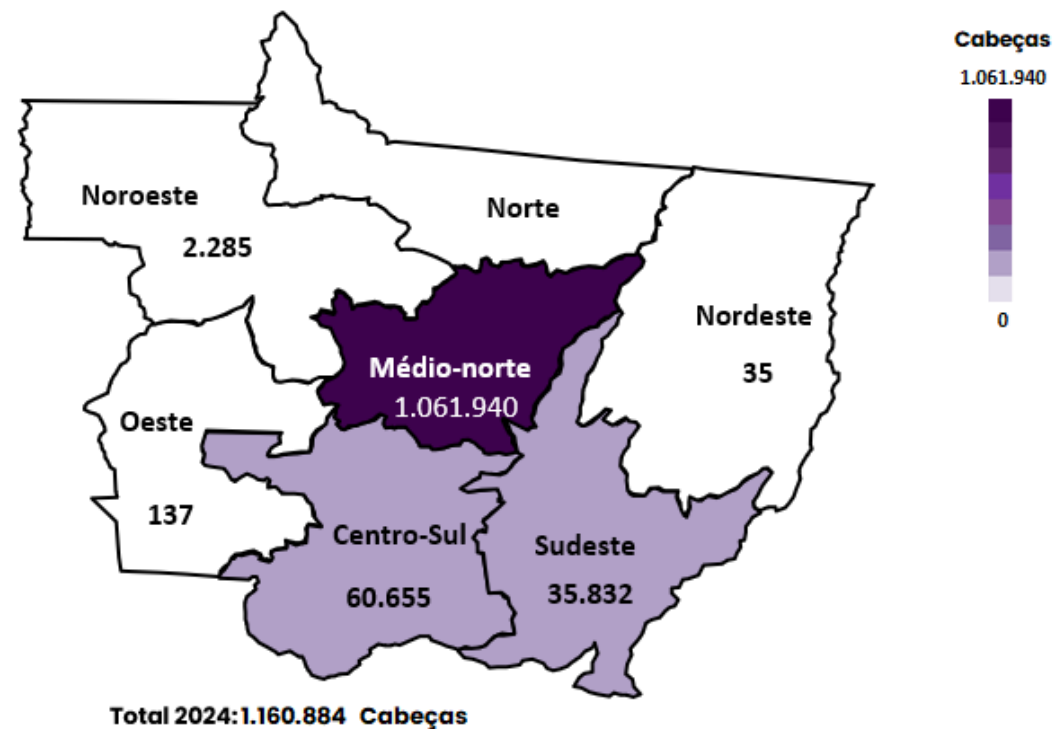 Cabeças
1.061.940
0
Noroeste
2.285
Norte
Nordeste
35
Médio-norte
1.061.940
Oeste
137
Centro-Sul
60.655
Sudeste
35.832
Total 2024:1.160.884 Cabeças